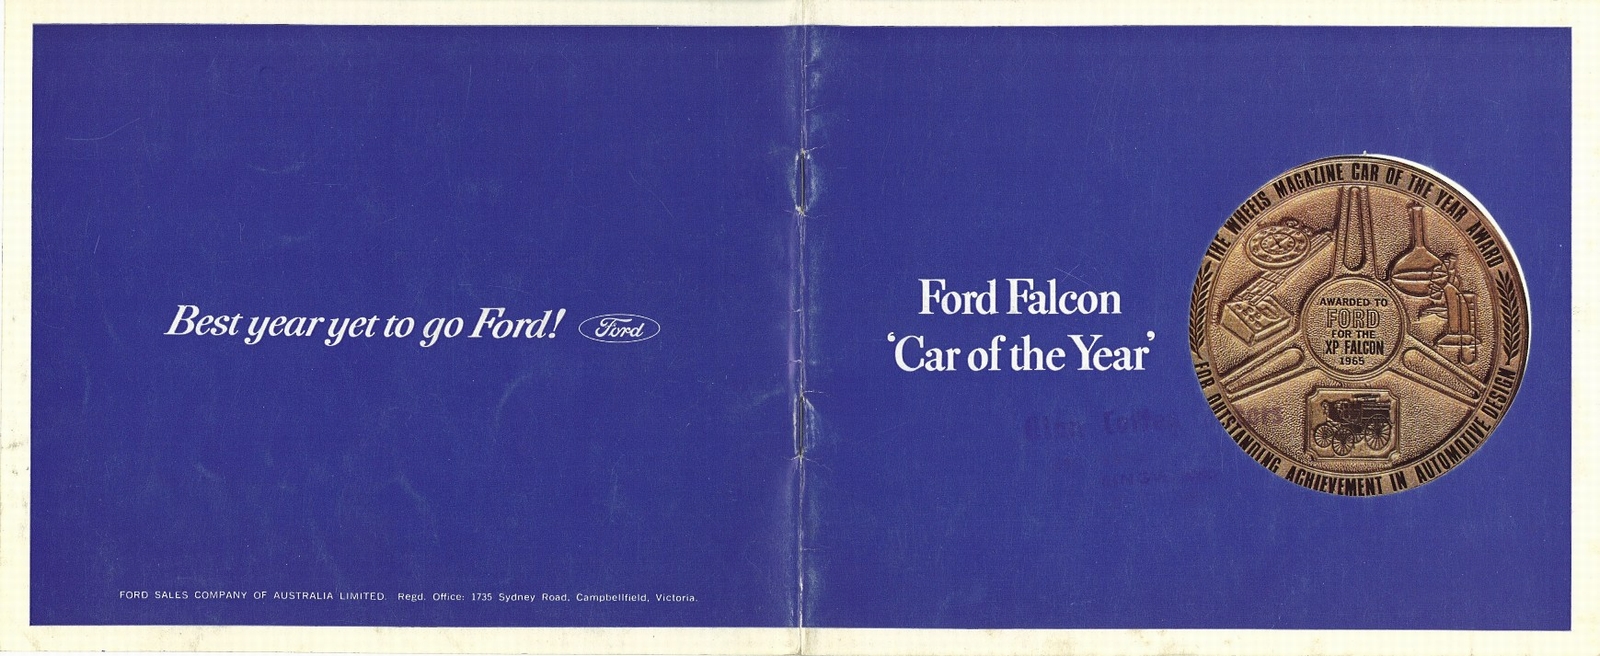 Best year yet to go Ford! Ford
FORD SALES COMPANY OF AUSTRALIA LIMITED. Regd. Office: 1735 Sydney Road, Campbellfield, Victoria.
Ford Falcon
‘Car of the Year’
THE WHEELS MAGAZINE CAR OF THE YEAR AWARD
FOR OUTSTANDING ACHIEVEMENT IN AUTOMOTIVE DESIGN
AWARDED TO
FORD
FOR THE
XP FALCON
1965